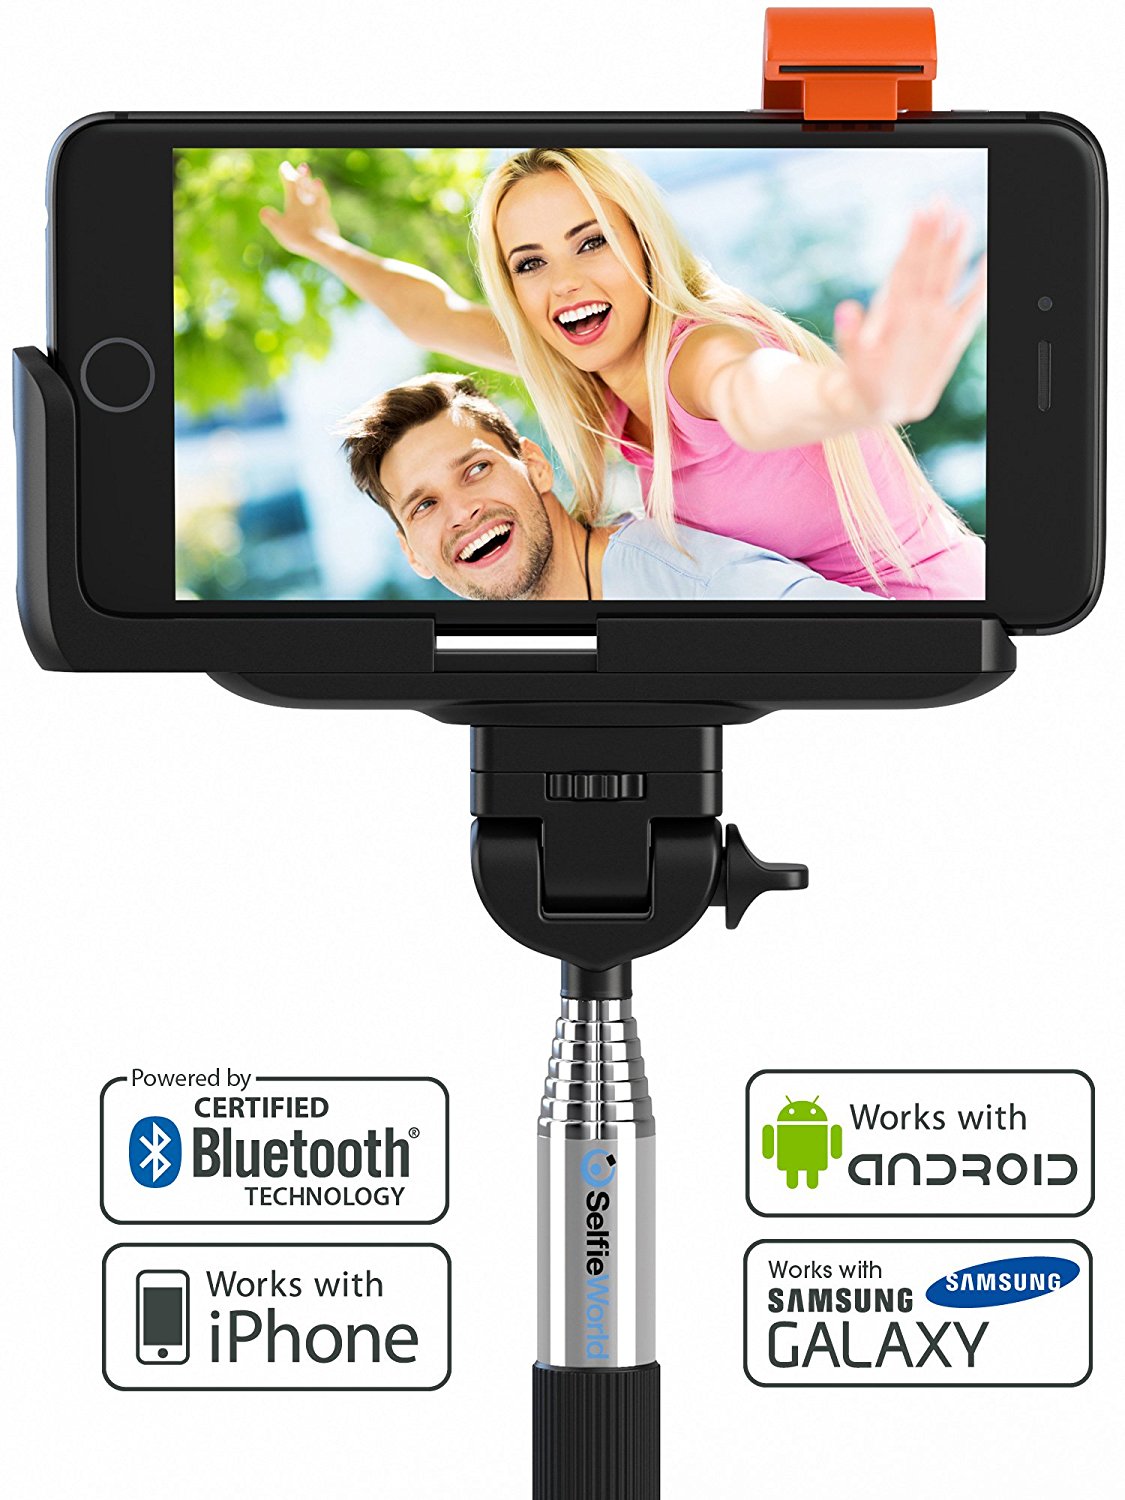 Powered by
CERTIFIED
Bluetooth®
TECHNOLOGY
Works with
iPhone
SelfieWorld
Works with
ANDROID
Works with
SAMSUNG
GALAXY
SAMSUNG